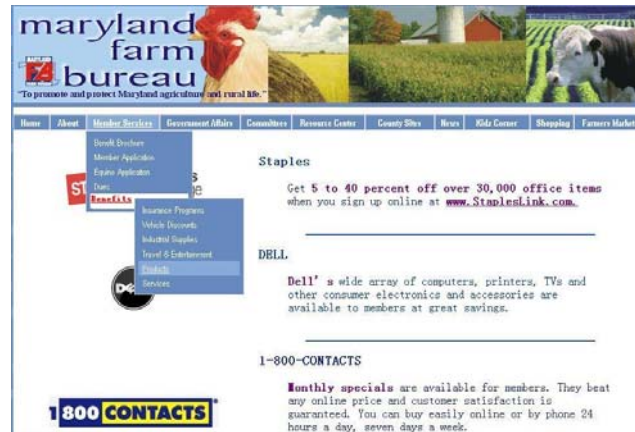 maryland
farm
bureau
"To promote and protect Maryland agriculture and rural life."
Home About Member Services Government Affairs Committees Resource Center County Sites News Kidz Corner Shopping Farmers Market
Benefit Brochure
Member Application
Equine Application
Dues
Benefits
Insurance Programs
Vehicle Discounts
Industrial Supplies
Travel & Entertainment
Products
Services
Staples
Get 5 to 40 percent off over 30,000 office items
when you sign up online at www.StaplesLink.com.
DELL
Dell's wide array of computers, printers, TVs and
other consumer electronics and accessories are
available to members at great savings.
1-800-CONTACTS
Monthly specials are available for members. They beat
any online price and customer satisfaction is
guaranteed. You can buy easily online or by phone 24
hours a day, seven days a week.
1 800 CONTACTS